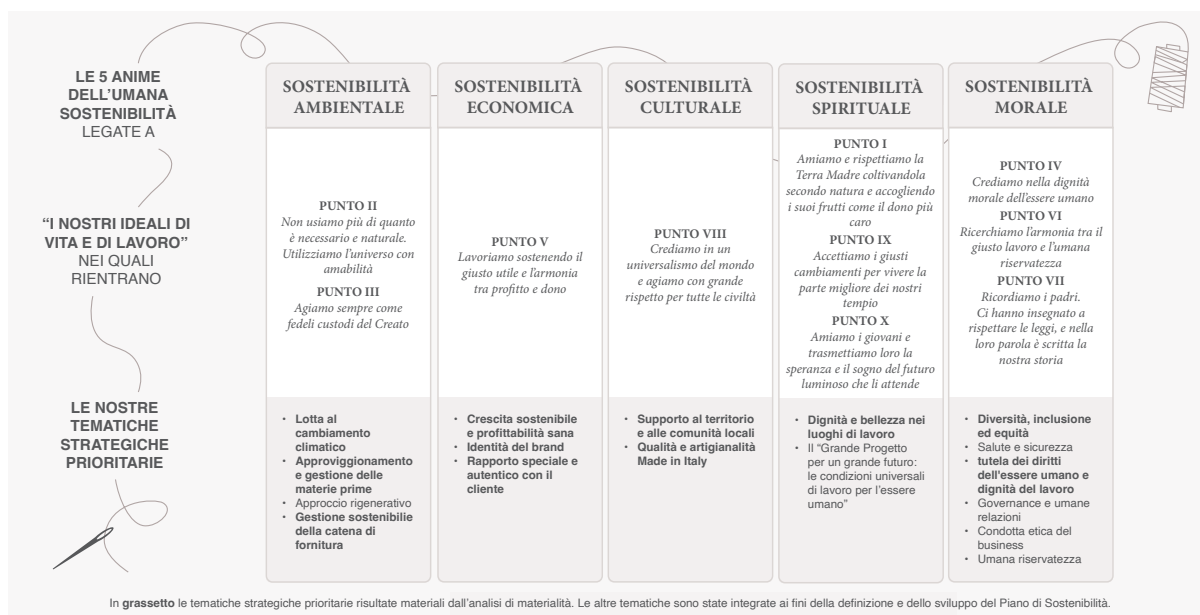 LE 5 ANIME
DELL'UMANA
SOSTENIBILITÀ
LEGATE A
"I NOSTRI IDEALI DI
VITA E DI LAVORO"
NEI QUALI
RIENTRANO
LE NOSTRE
TEMATICHE
STRATEGICHE
PRIORITARIE
SOSTENIBILITÀ
AMBIENTALE
PUNTO II
Non usiamo più di quanto
è necessario e naturale.
Utilizziamo l'universo con
amabilità
PUNTO III
Agiamo sempre come
fedeli custodi del Creato
• Lotta al
cambiamento
climatico
• Approviggionamento
e gestione delle
materie prime
• Approccio rigenerativo
• Gestione sostenibilie
della catena di
fornitura
SOSTENIBILITÀ
ECONOMICA
PUNTO V
Lavoriamo sostenendo il
giusto utile e l'armonia
tra profitto e dono
• Crescita sostenibile
e profittabilità sana
• Identità del brand
• Rapporto speciale e
autentico con il
cliente
SOSTENIBILITÀ
CULTURALE
PUNTO VIII
Crediamo in un
universalismo del mondo
e agiamo con grande
rispetto per tutte le civiltà
• Supporto al territorio
e alle comunità locali
• Qualità e artigianalità
Made in Italy
SOSTENIBILITÀ
SPIRITUALE
PUNTO I
Amiamo e rispettiamo la
Terra Madre coltivandola
secondo natura e accogliendo
i suoi frutti come il dono più
caro
PUNTO IX
Accettiamo i giusti
cambiamenti per vivere la
parte migliore dei nostri
tempio
PUNTO X
Amiamo i giovani e
trasmettiamo loro la
speranza e il sogno del futuro
luminoso che li attende
• Dignità e bellezza nei
luoghi di lavoro
• Il "Grande Progetto
per un grande futuro:
le condizioni universali
di lavoro per l'essere
umano"
SOSTENIBILITÀ
MORALE
PUNTO IV
Crediamo nella dignità
morale dell'essere umano
PUNTO VI
Ricerchiamo l'armonia tra il
giusto lavoro e l'umana
riservatezza
PUNTO VII
Ricordiamo i padri.
Ci hanno insegnato a
rispettare le leggi, e nella
loro parola è scritta la
nostra storia
• Diversità, inclusione
ed equità
• Salute e sicurezza
• tutela dei diritti
dell'essere umano e
dignità del lavoro
• Governance e umane
relazioni
• Condotta etica del
business
• Umana riservatezza
In grassetto le tematiche strategiche prioritarie risultate materiali dall'analisi di materialità. Le altre tematiche sono state integrate ai fini della definizione e dello sviluppo del Piano di Sostenibilità.